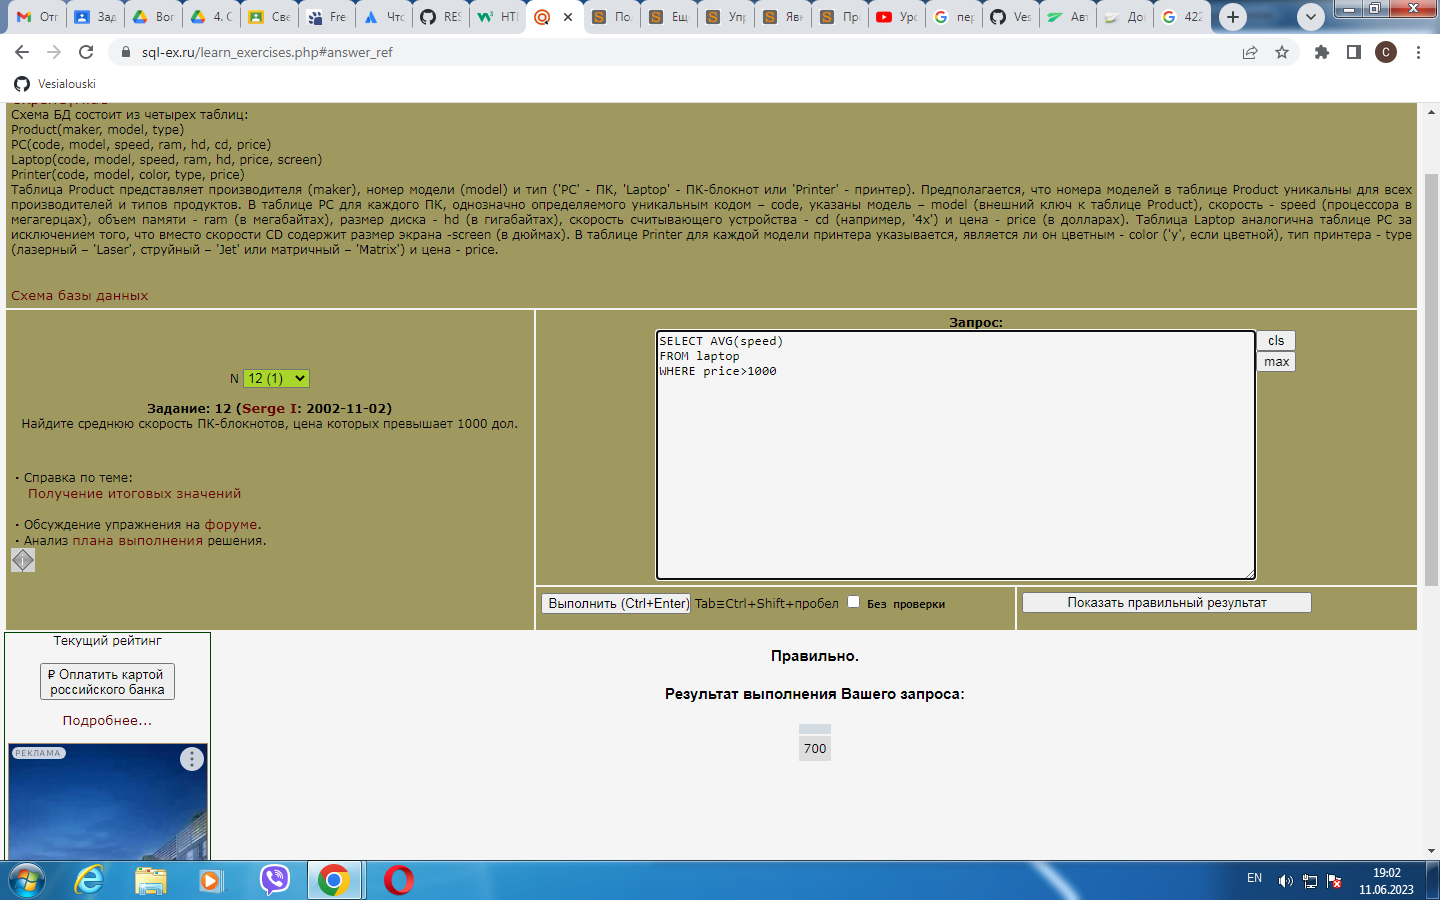 Отп
Зад
Вог
4. С
Све
Fre
Чтс
RES
HTI
По.
Ещ
Упр
Явн
Прс
Урс
пер
Ves
Авт
Дог
422
sql-ex.ru/learn_exercises.php#answer_ref
C
Vesialouski
Схема БД состоит из четырех таблиц:
Product(maker, model, type)
PC(code, model, speed, ram, hd, cd, price)
Laptop(code, model, speed, ram, hd, price, screen)
Printer(code, model, color, type, price)
Таблица Product представляет производителя (maker), номер модели (model) и тип ('PC' - ПК, 'Laptop' - ПК-блокнот или 'Printer' - принтер). Предполагается, что номера моделей в таблице Product уникальны для всех
производителей и типов продуктов. В таблице PC для каждого ПК, однозначно определяемого уникальным кодом – code, указаны модель – model (внешний ключ к таблице Product), скорость - speed (процессора в
мегагерцах), объем памяти - ram (в мегабайтах), размер диска - hd (в гигабайтах), скорость считывающего устройства - cd (например, '4x') и цена - price (в долларах). Таблица Laptop аналогична таблице PC за
исключением того, что вместо скорости CD содержит размер экрана -screen (в дюймах). В таблице Printer для каждой модели принтера указывается, является ли он цветным - color ('y', если цветной), тип принтера - type
(лазерный – 'Laser', струйный – 'Jet' или матричный – 'Matrix') и цена - price.
Схема базы данных
Запрос:
SELECT AVG(speed)
FROM laptop
WHERE price>1000
cls
max
N 12 (1)
Задание: 12 (Serge I: 2002-11-02)
Найдите среднюю скорость ПК-блокнотов, цена которых превышает 1000 дол.
· Справка по теме:
Получение итоговых значений
· Обсуждение упражнения на форуме.
· Анализ плана выполнения решения.
Выполнить (Ctrl+Enter) Tab≡Ctrl+Shift+пробел Без проверки
Показать правильный результат
Текущий рейтинг
₽ Оплатить картой
российского банка
Подробнее...
РЕКЛАМА
Правильно.
Результат выполнения Вашего запроса:
700
EN
19:02
11.06.2023